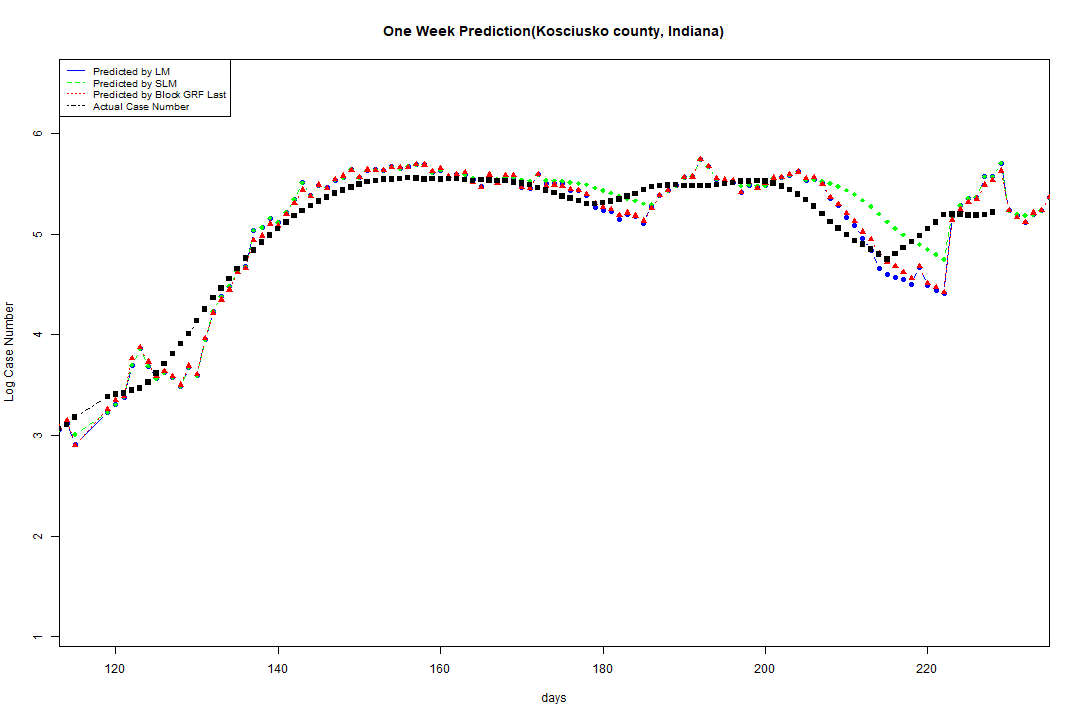 One Week Prediction(Kosciusko county, Indiana)
Predicted by LM
Predicted by SLM
Predicted by Block GRF Last
Actual Case Number
Log Case Number
6
5
4
3
2
1
120 140 160 180 200 220
days